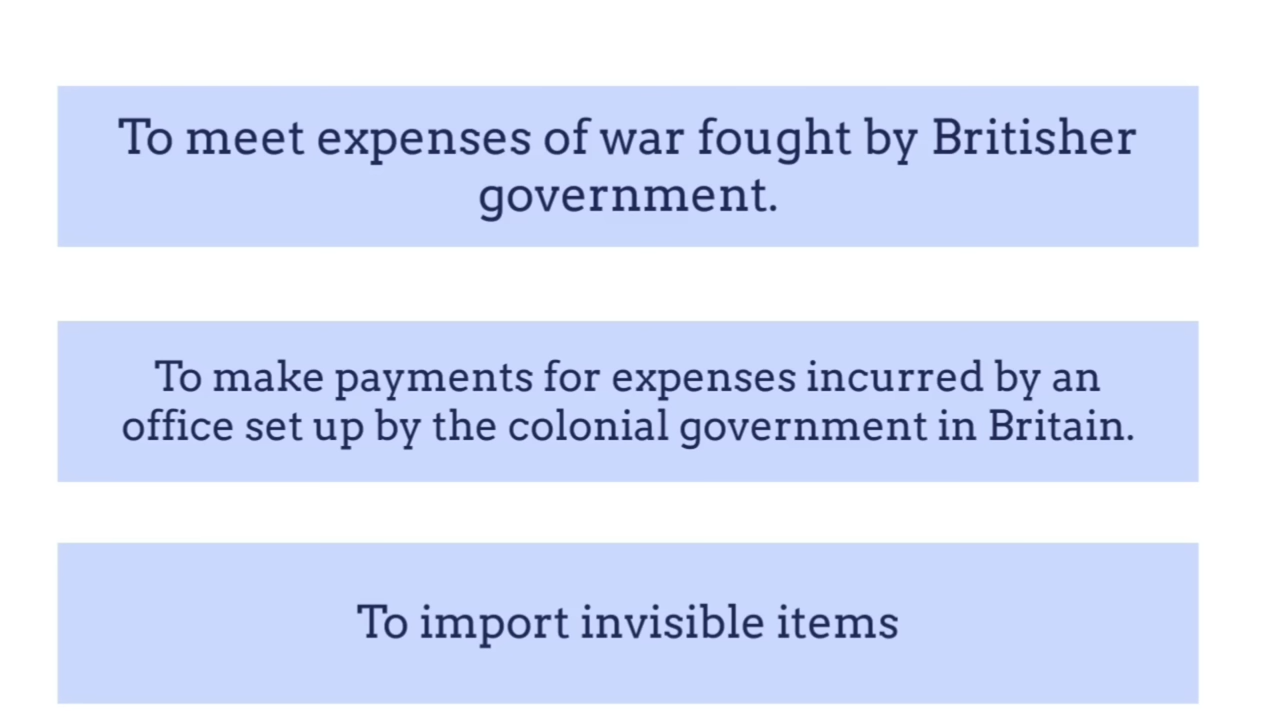 To meet expenses of war fought by Britisher
government.
To make payments for expenses incurred by an
office set up by the colonial government in Britain.
To import invisible items